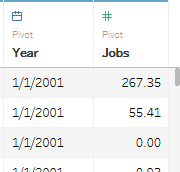 Pivot Pivot
Year Jobs
1/1/2001 267.35
1/1/2001 55.41
1/1/2001 0.00